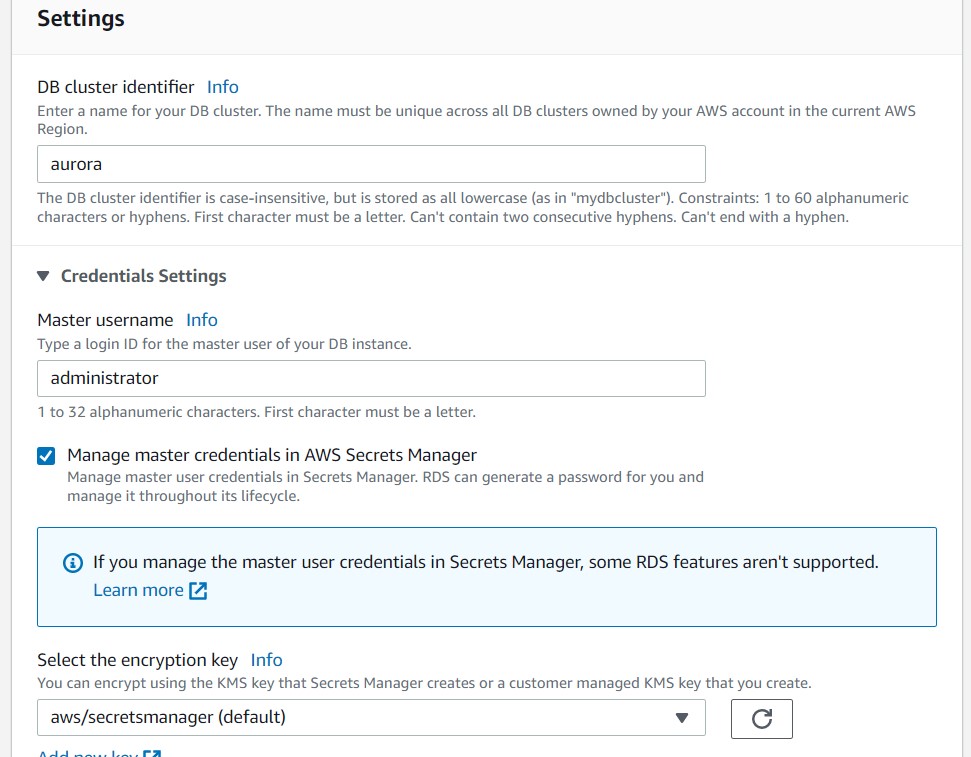 Settings
DB cluster identifier Info
Enter a name for your DB cluster. The name must be unique across all DB clusters owned by your AWS account in the current AWS
Region.
aurora
The DB cluster identifier is case-insensitive, but is stored as all lowercase (as in "mydbcluster"). Constraints: 1 to 60 alphanumeric
characters or hyphens. First character must be a letter. Can't contain two consecutive hyphens. Can't end with a hyphen.
Credentials Settings
Master username Info
Type a login ID for the master user of your DB instance.
administrator
1 to 32 alphanumeric characters. First character must be a letter.
Manage master credentials in AWS Secrets Manager
Manage master user credentials in Secrets Manager. RDS can generate a password for you and
manage it throughout its lifecycle.
If you manage the master user credentials in Secrets Manager, some RDS features aren't supported.
Learn more
Select the encryption key Info
You can encrypt using the KMS key that Secrets Manager creates or a customer managed KMS key that you create.
aws/secretsmanager (default)
Add new key